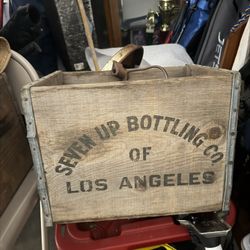 SEVEN UP BOTTLING CO
OF
LOS ANGELES